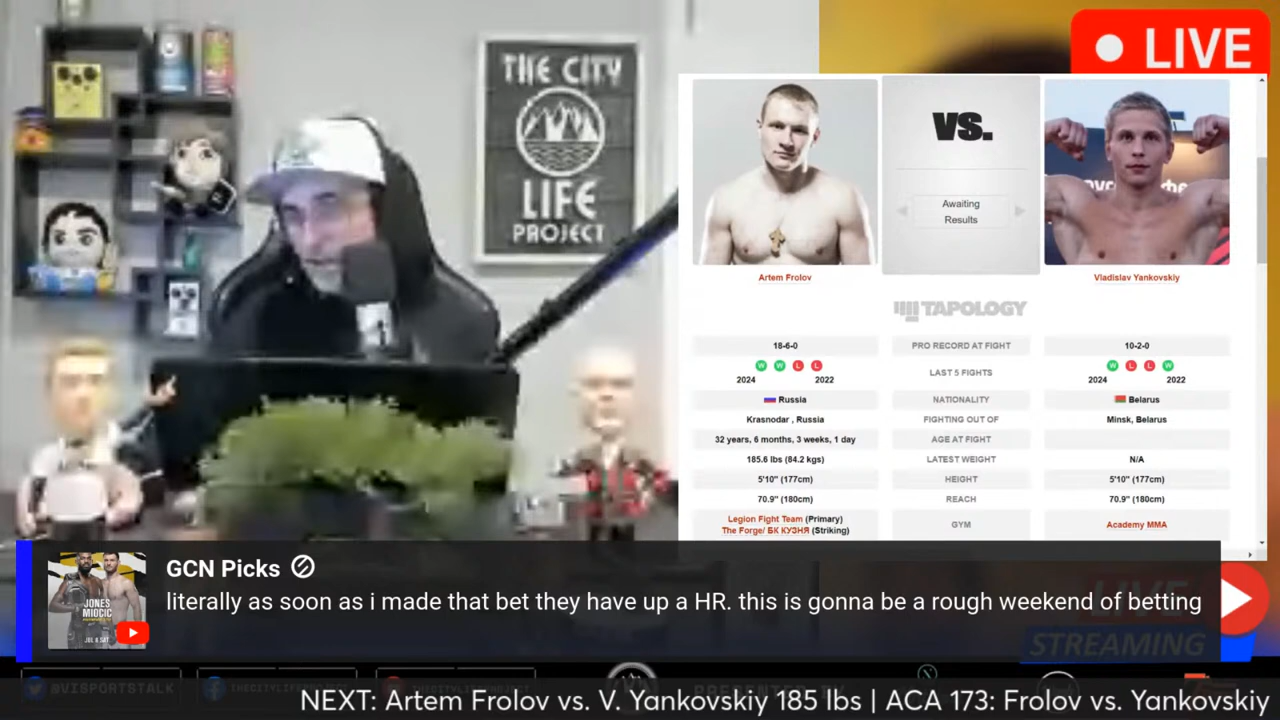 THE CITY
LIFE
PROJECT
LIVE
VS.
Awaiting
Results
Artem Frolov
Vladislav Yankovskiy
TAPOLOGY
18-6-0 PRO RECORD AT FIGHT 10-2-0
W W L L LAST 5 FIGHTS W L L W
2024 2022 2024 2022
Russia NATIONALITY Belarus
Krasnodar , Russia FIGHTING OUT OF Minsk, Belarus
32 years, 6 months, 3 weeks, 1 day AGE AT FIGHT
185.6 lbs (84.2 kgs) LATEST WEIGHT N/A
5'10" (177cm) HEIGHT 5'10" (177cm)
70.9" (180cm) REACH 70.9" (180cm)
Legion Fight Team (Primary) GYM Academy MMA
The Forge/ БК КУЗНЯ (Striking)
JONES
MIOCIC
GCN Picks
literally as soon as i made that bet they have up a HR. this is gonna be a rough weekend of betting
LIVE
STREAMING
@VISPORTSTALK
NEXT: Artem Frolov vs. V. Yankovskiy 185 lbs | ACA 173: Frolov vs. Yankovskiy